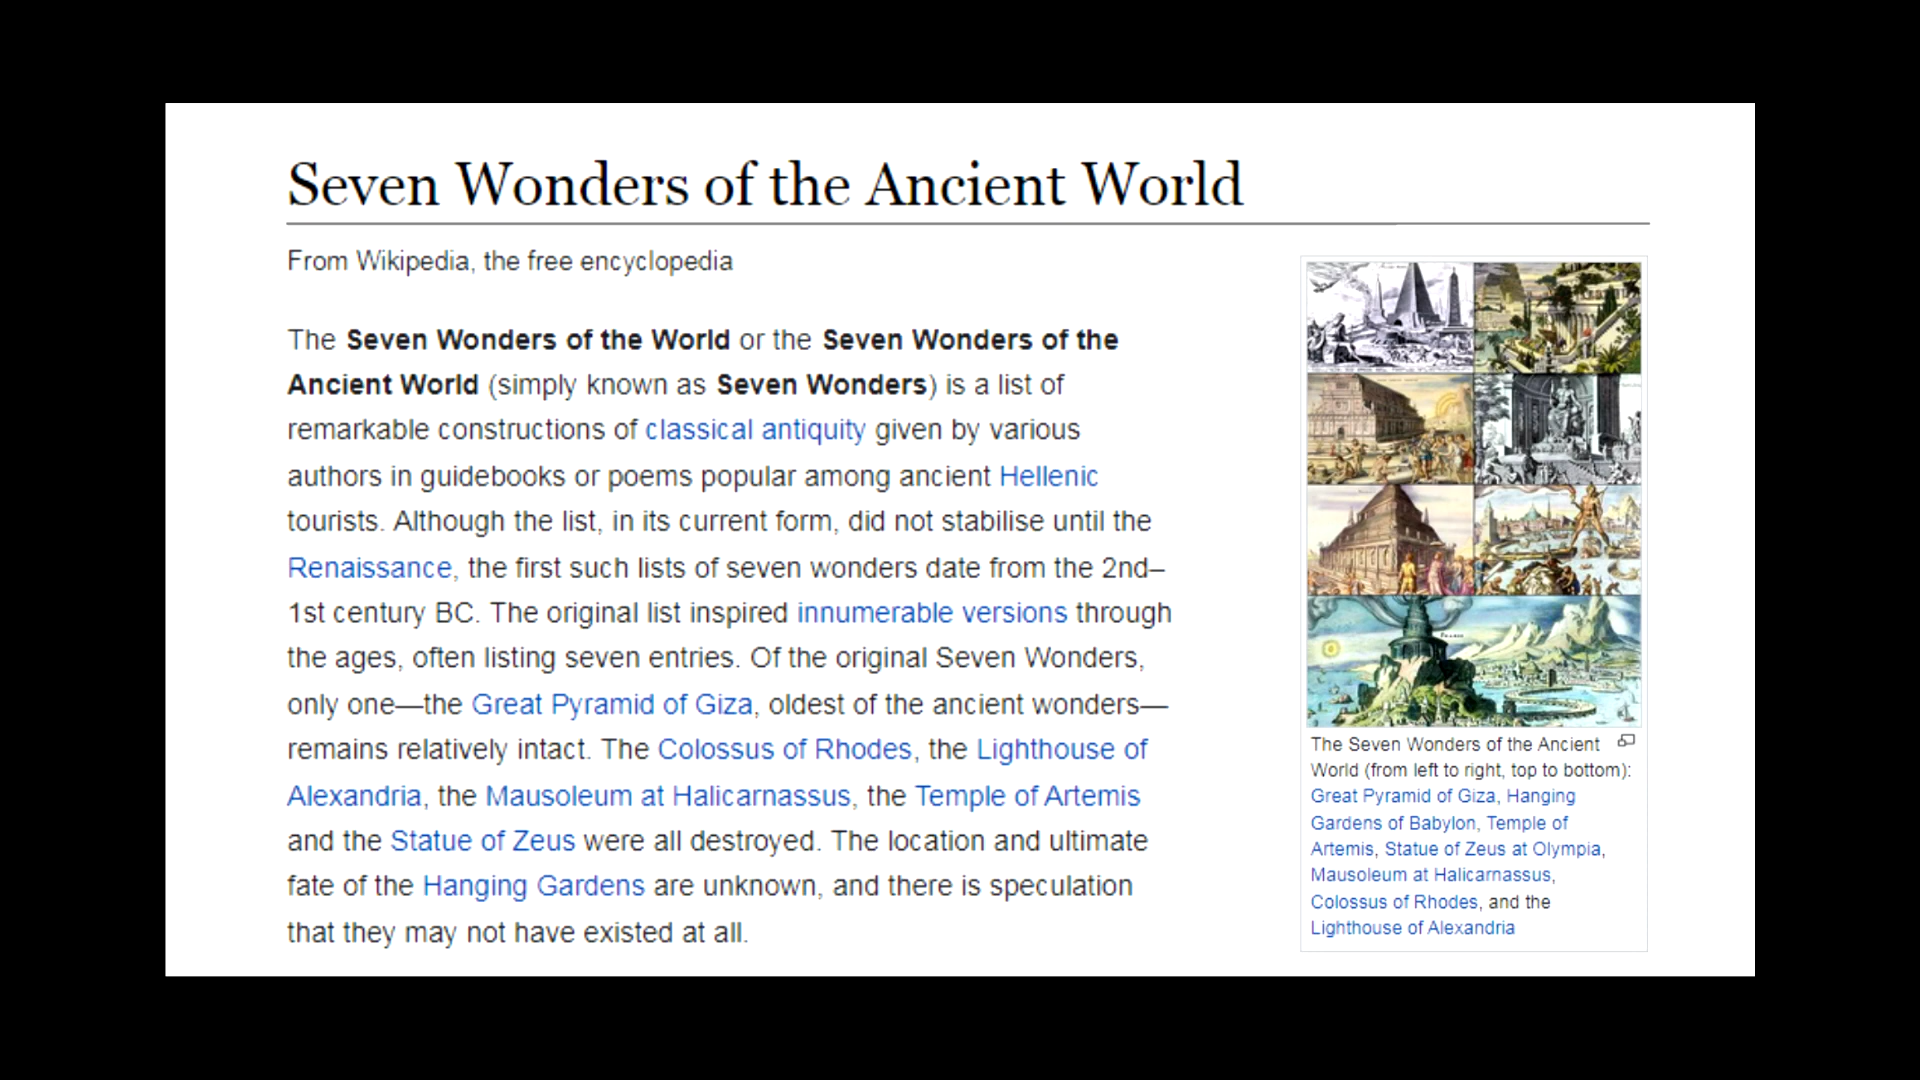 Seven Wonders of the Ancient World
From Wikipedia, the free encyclopedia
The Seven Wonders of the World or the Seven Wonders of the
Ancient World (simply known as Seven Wonders) is a list of
remarkable constructions of classical antiquity given by various
authors in guidebooks or poems popular among ancient Hellenic
tourists. Although the list, in its current form, did not stabilise until the
Renaissance, the first such lists of seven wonders date from the 2nd–
1st century BC. The original list inspired innumerable versions through
the ages, often listing seven entries. Of the original Seven Wonders,
only one—the Great Pyramid of Giza, oldest of the ancient wonders—
remains relatively intact. The Colossus of Rhodes, the Lighthouse of
Alexandria, the Mausoleum at Halicarnassus, the Temple of Artemis
and the Statue of Zeus were all destroyed. The location and ultimate
fate of the Hanging Gardens are unknown, and there is speculation
that they may not have existed at all.
The Seven Wonders of the Ancient
World (from left to right, top to bottom):
Great Pyramid of Giza, Hanging
Gardens of Babylon, Temple of
Artemis, Statue of Zeus at Olympia,
Mausoleum at Halicarnassus,
Colossus of Rhodes, and the
Lighthouse of Alexandria